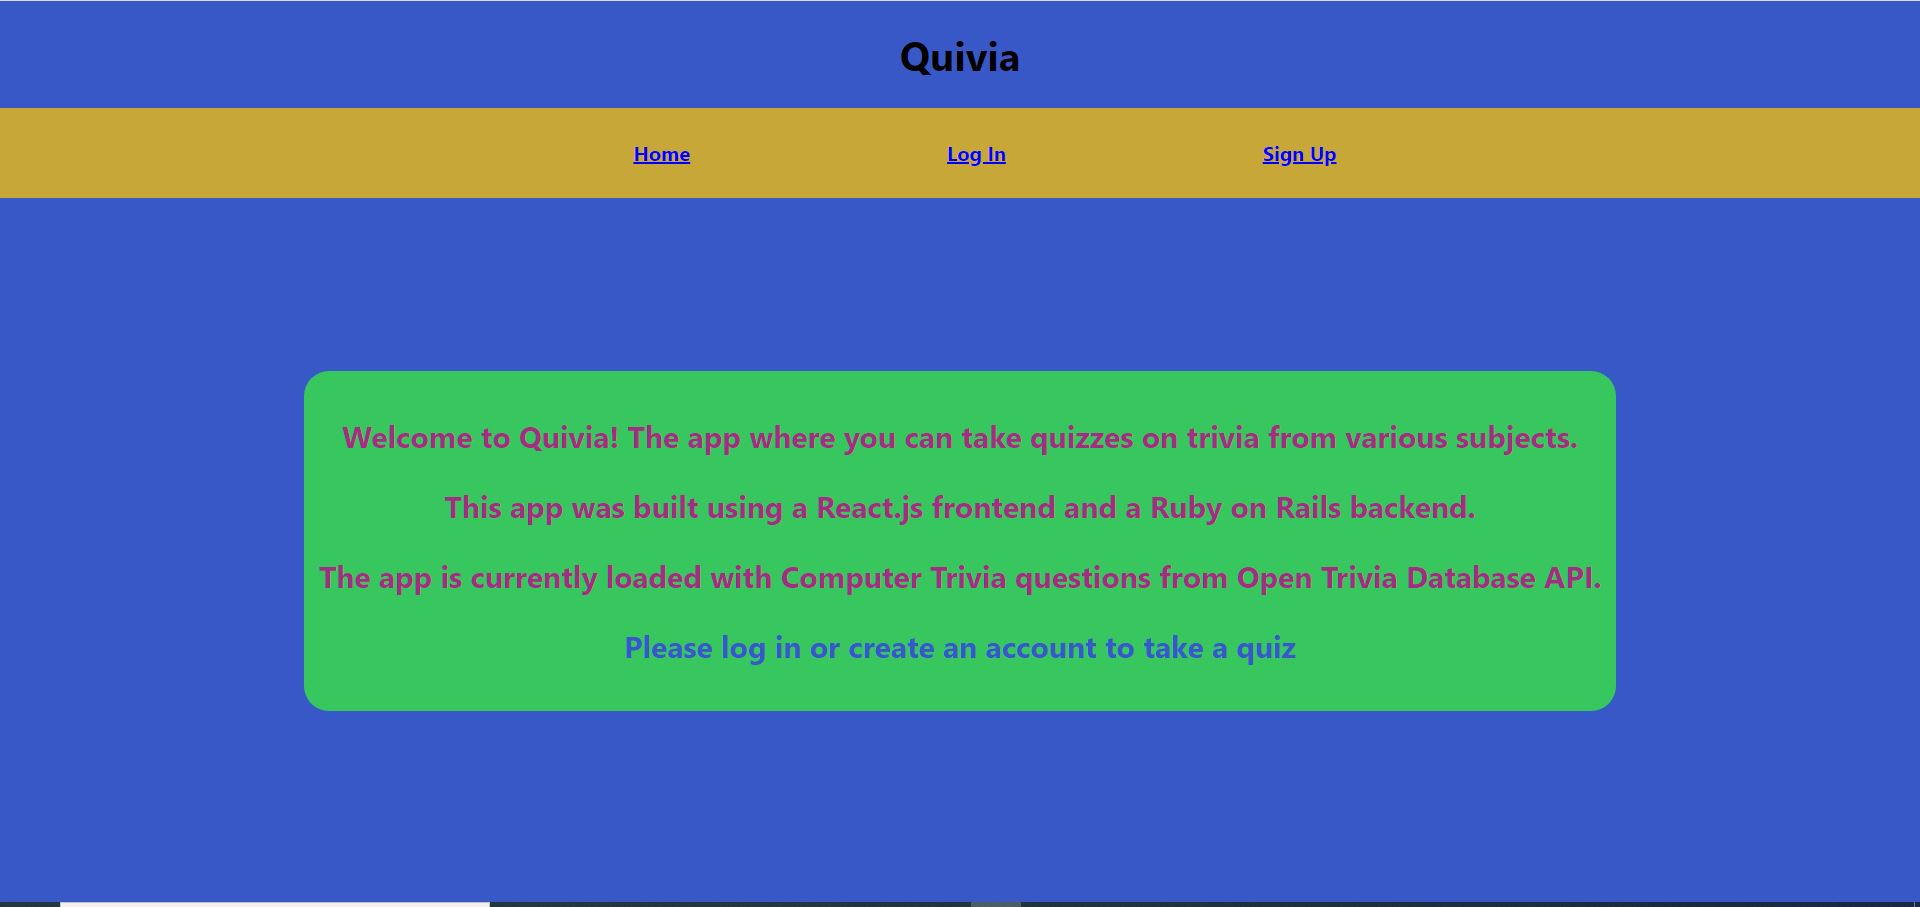 Quivia
Home Log In Sign Up
Welcome to Quivia! The app where you can take quizzes on trivia from various subjects.
This app was built using a React.js frontend and a Ruby on Rails backend.
The app is currently loaded with Computer Trivia questions from Open Trivia Database API.
Please log in or create an account to take a quiz